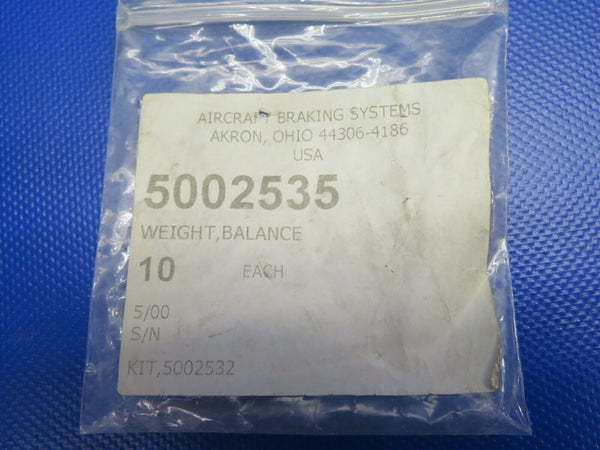 AIRCRAFT BRAKING SYSTEMS
AKRON, OHIO 44306-4186
USA
5002535
WEIGHT,BALANCE
10 EACH
5/00
S/N
KIT,5002532